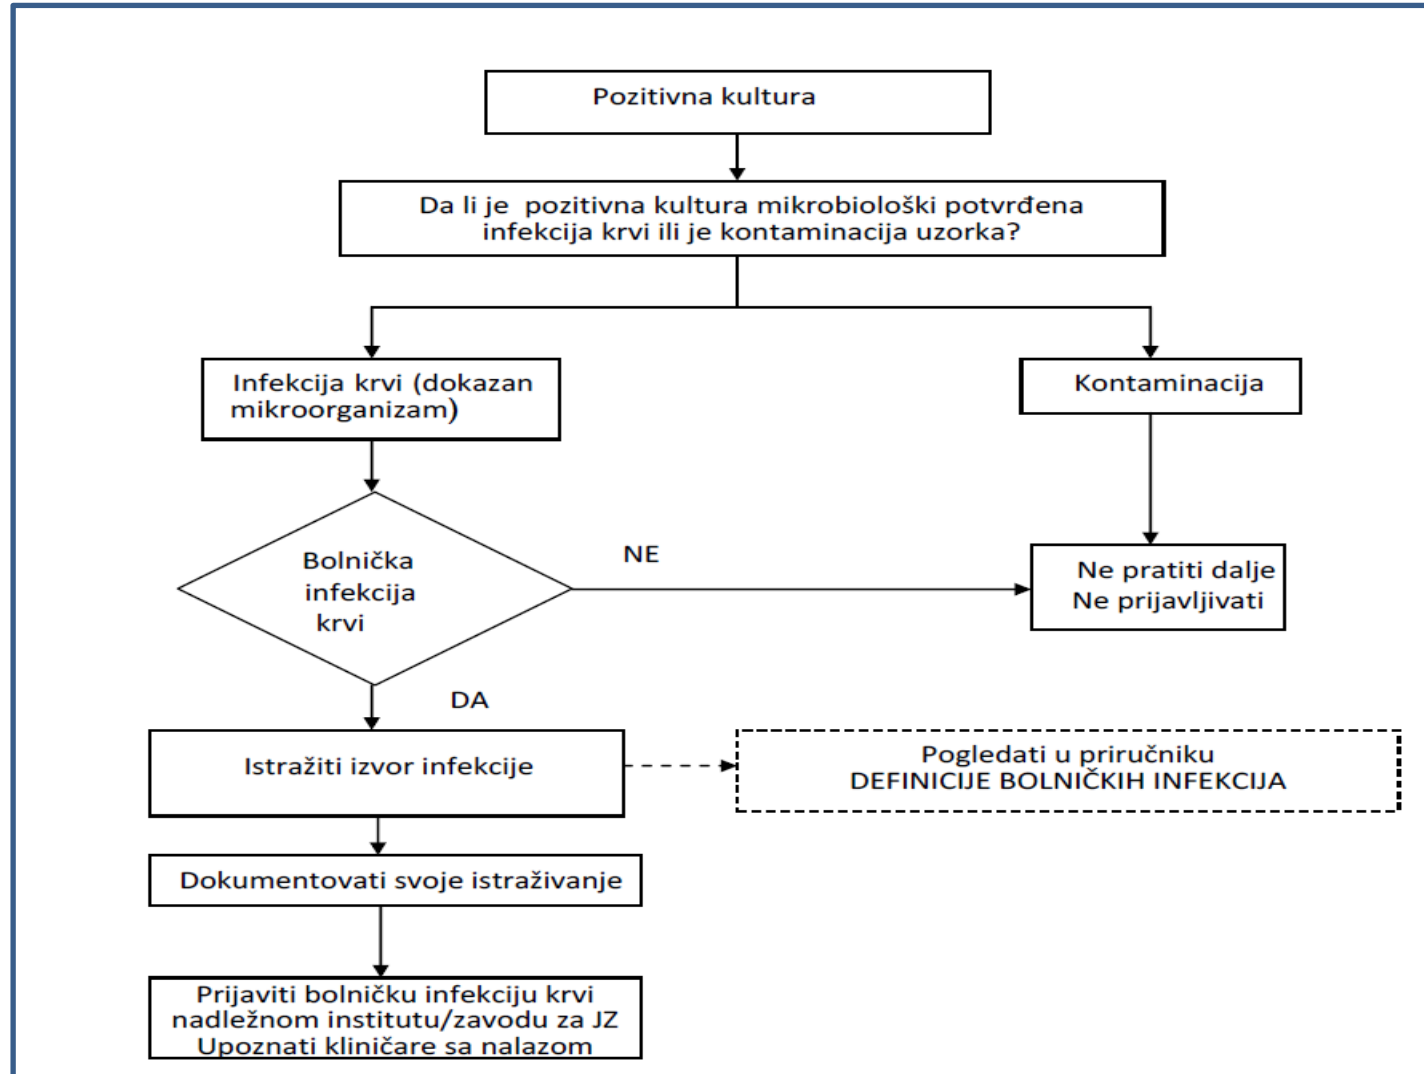 Pozitivna kultura
Da li je pozitivna kultura mikrobiološki potvrđena
infekcija krvi ili je kontaminacija uzorka?
Infekcija krvi (dokazan
mikroorganizam)
Kontaminacija
Bolnička
infekcija
krvi
NE
Ne pratiti dalje
Ne prijavljivati
DA
Istražiti izvor infekcije
Pogledati u priručniku
DEFINICIJE BOLNIČKIH INFEKCIJA
Dokumentovati svoje istraživanje
Prijaviti bolničku infekciju krvi
nadležnom institutu/zavodu za JZ
Upoznati kliničare sa nalazom